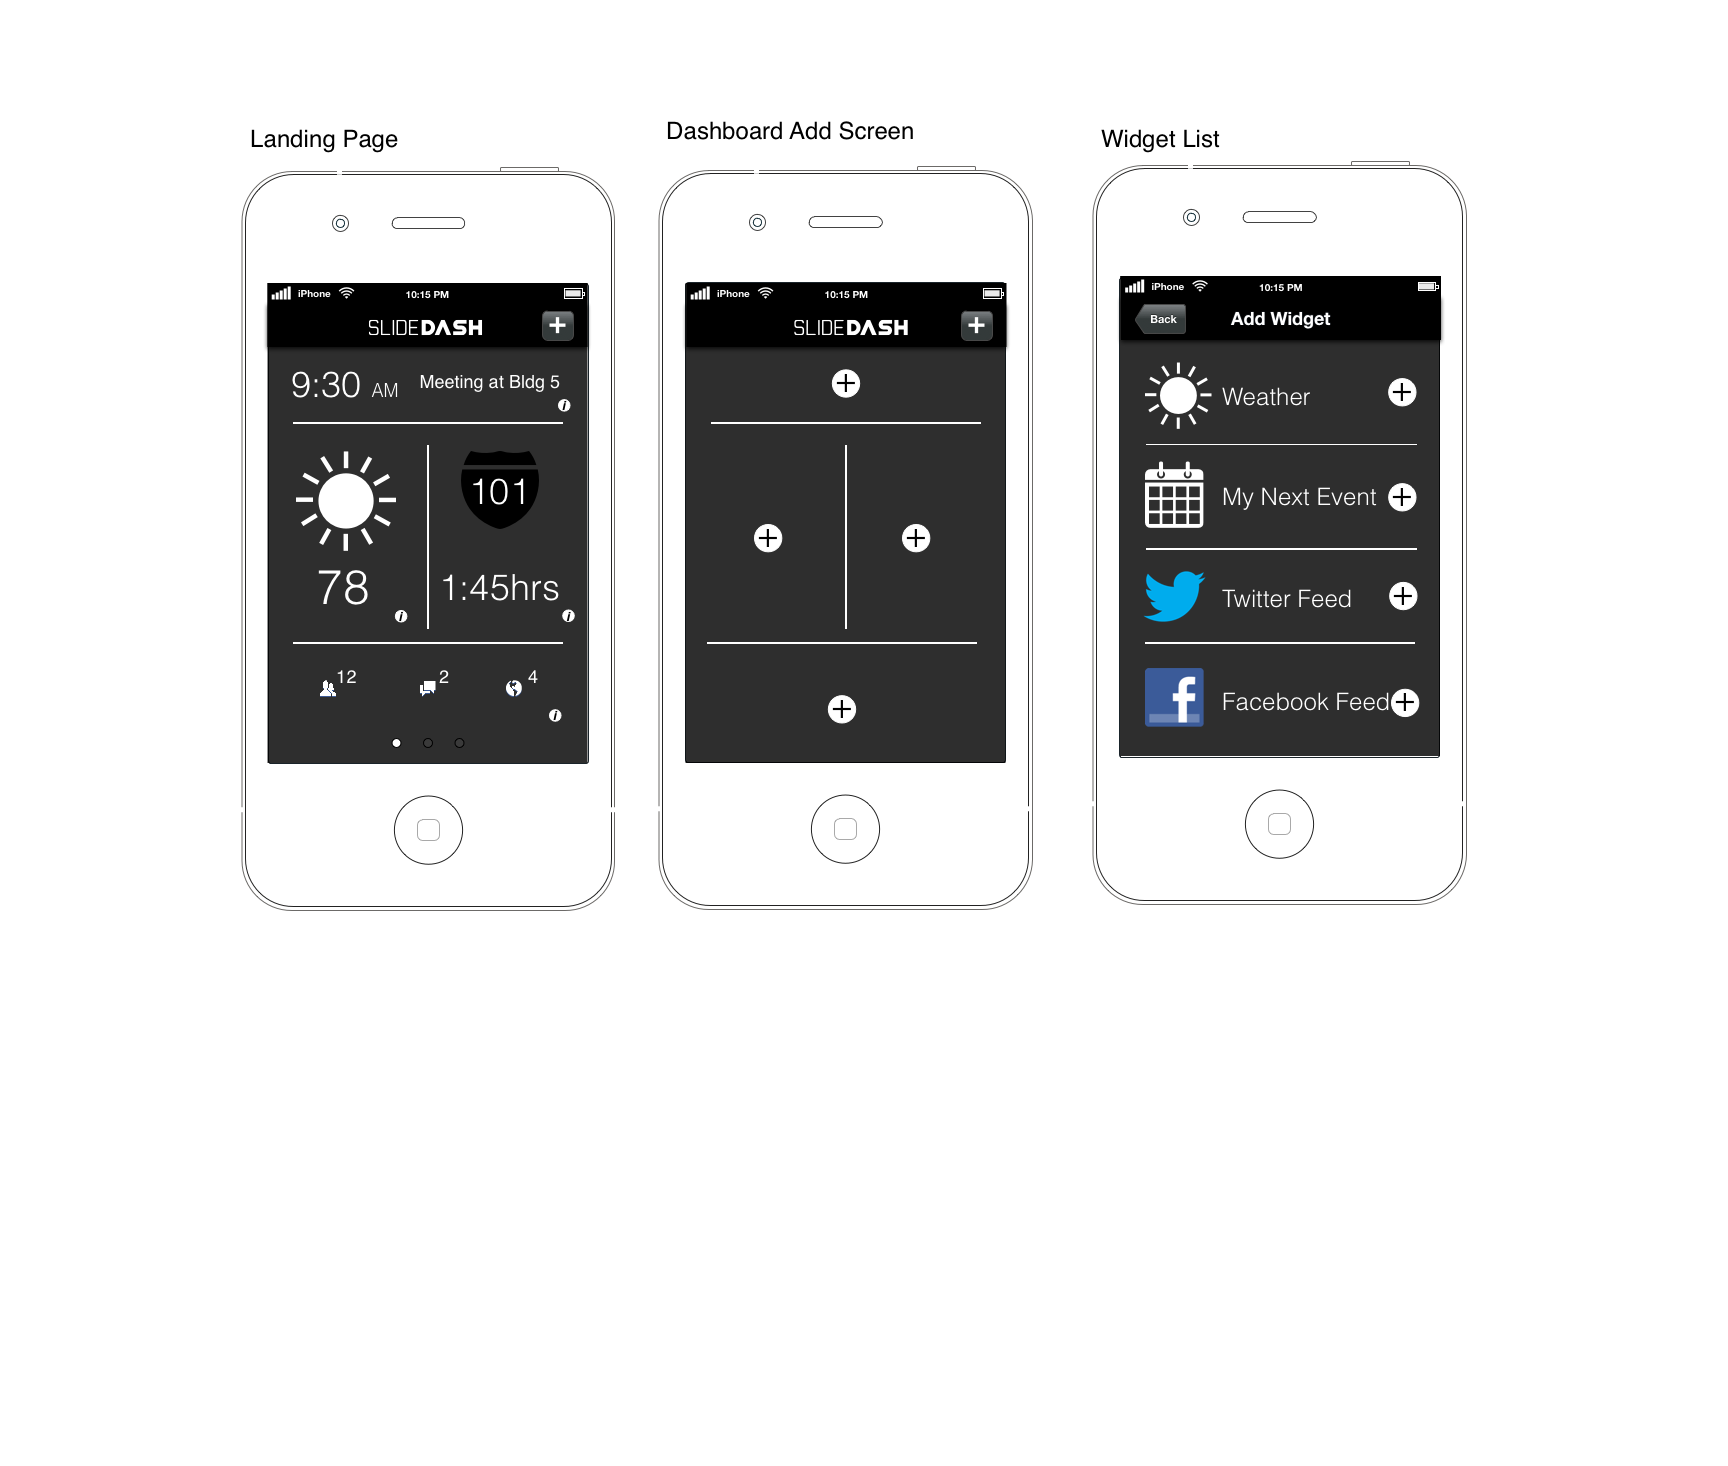 Landing Page
iPhone
10:15 PM
SLIDEDASH
9:30 AM
Meeting at Bldg 5
i
101
78
i
1:45hrs
i
12
2
4
i
Dashboard Add Screen
iPhone
10:15 PM
SLIDEDASH
Widget List
iPhone
10:15 PM
Back
Add Widget
Weather
My Next Event
Twitter Feed
f
Facebook Feed